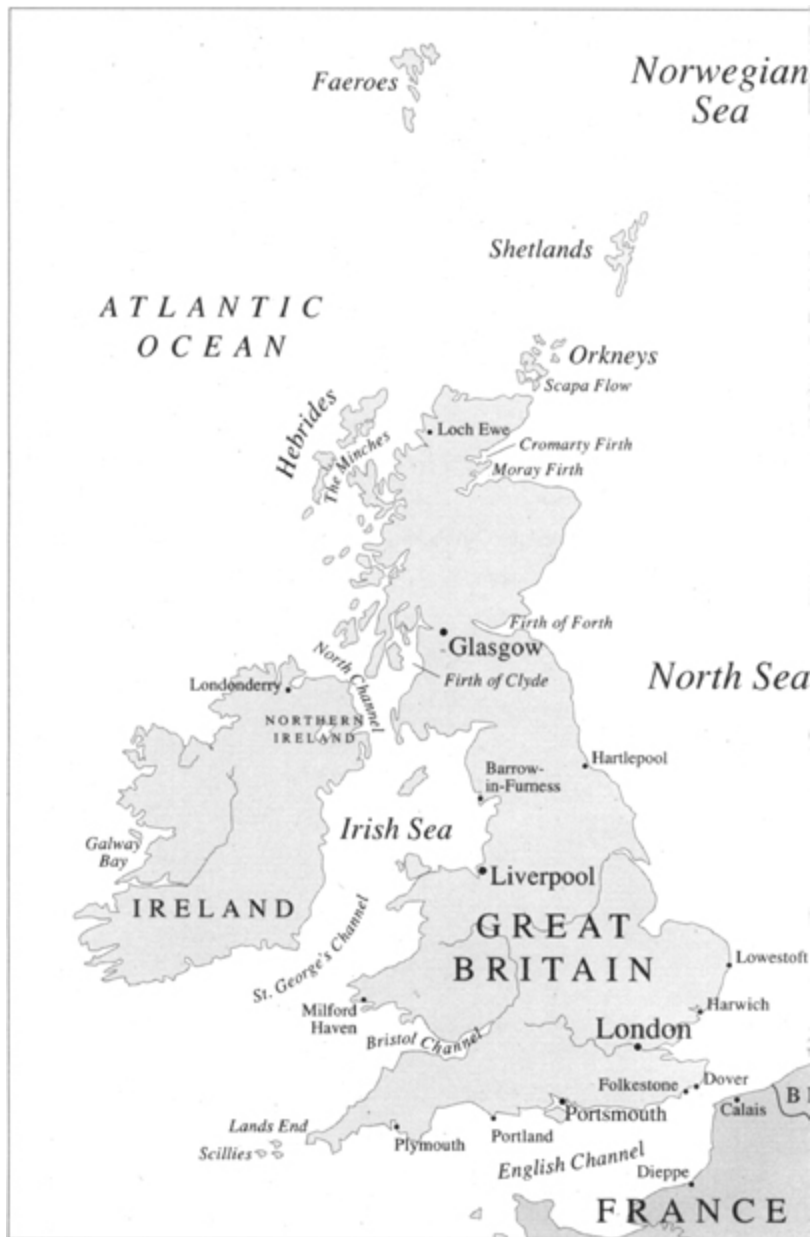 Faeroes
Norwegian
Sea
Shetlands
ATLANTIC
OCEAN
Orkneys
Scapa Flow
Hebrides
The Minches
Loch Ewe
Cromarty Firth
Moray Firth
Firth of Forth
Glasgow
North Channel
Firth of Clyde
Londonderry
North Sea
NORTHERN
IRELAND
Hartlepool
Barrow-
in-Furness
Irish Sea
Galway
Bay
Liverpool
IRELAND
GREAT
BRITAIN
St. George's Channel
Lowestoft
Milford
Haven
Harwich
Bristol Channel
London
Folkestone
Dover
Calais
Portsmouth
Lands End
Plymouth
Portland
Scillies
English Channel
Dieppe
FRANCE